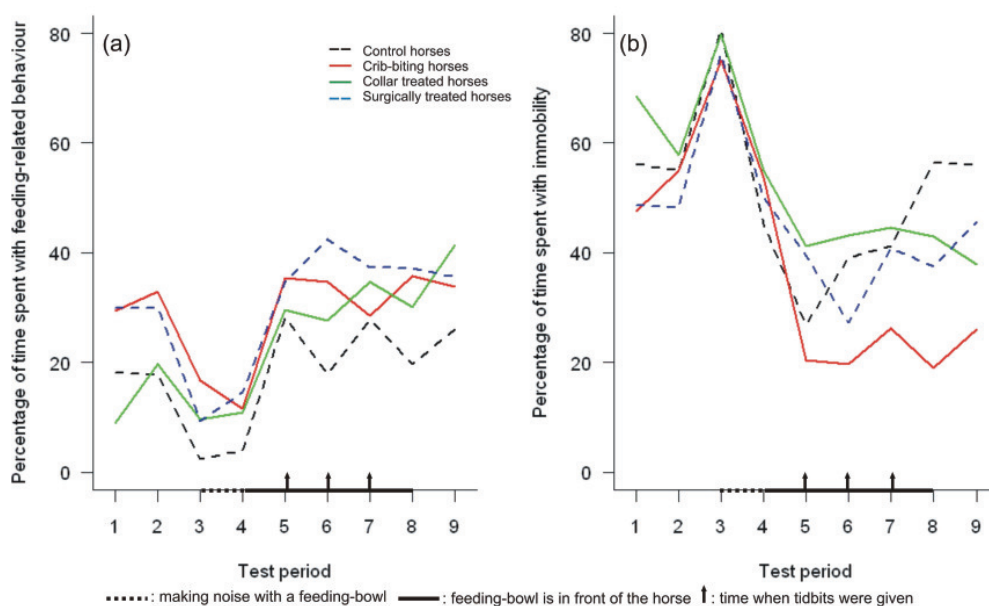 (a)
Control horses
Crib-biting horses
Collar treated horses
Surgically treated horses
Percentage of time spent with feeding-related behaviour
80
60
40
20
0
1 2 3 4 5 6 7 8 9
Test period
(b)
Percentage of time spent with immobility
80
60
40
20
0
1 2 3 4 5 6 7 8 9
Test period
: making noise with a feeding-bowl : feeding-bowl is in front of the horse : time when tidbits were given